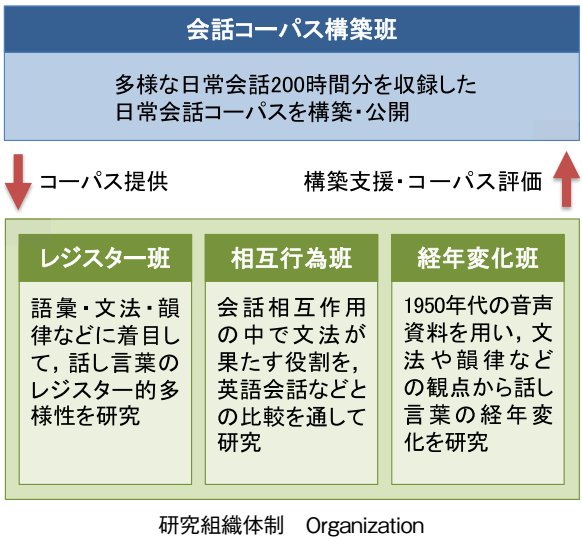 会話コーパス構築班
多様な日常会話200時間分を収録した
日常会話コーパスを構築・公開
コーパス提供
構築支援・コーパス評価
レジスター班
語彙・文法・韻
律などに着目し
て，話し言葉の
レジスター的多
様性を研究
相互行為班
会話相互作用
の中で文法が
果たす役割を，
英語会話などと
の比較を通して
研究
経年変化班
1950年代の音声
資料を用い，文
法や韻律など
の観点から話し
言葉の経年変
化を研究
研究組織体制　Organization